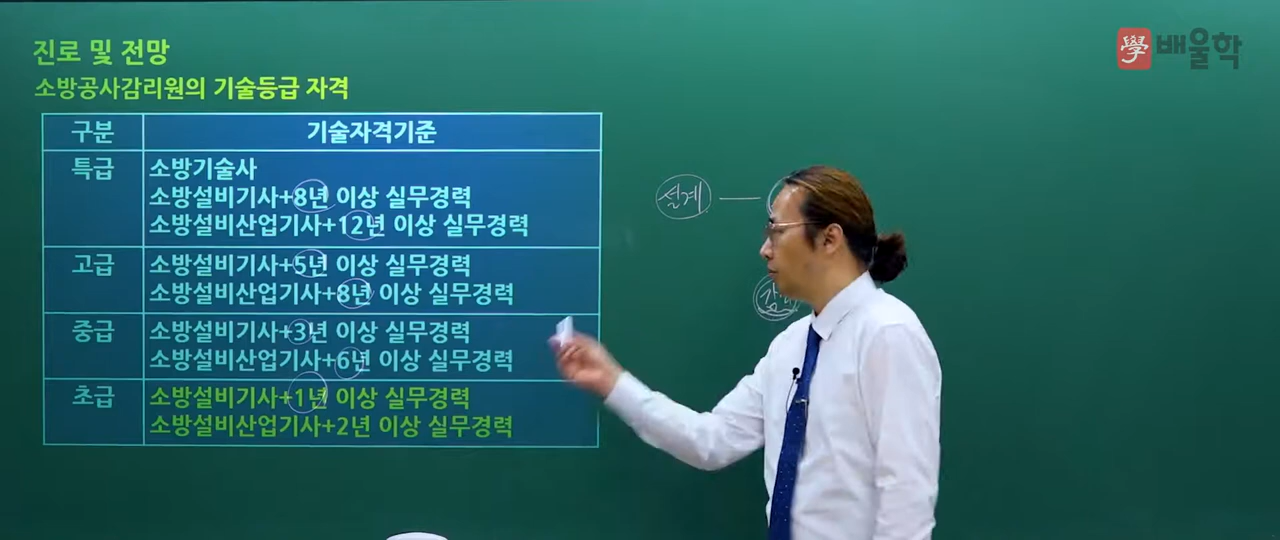 진로 및 전망
學 배울학
소방공사감리원의 기술등급 자격
구분 기술자격기준
특급 소방기술사
소방설비기사+8년 이상 실무경력
소방설비산업기사+12년 이상 실무경력
고급 소방설비기사+5년 이상 실무경력
소방설비산업기사+8년 이상 실무경력
중급 소방설비기사+3년 이상 실무경력
소방설비산업기사+6년 이상 실무경력
초급 소방설비기사+1년 이상 실무경력
소방설비산업기사+2년 이상 실무경력
설계